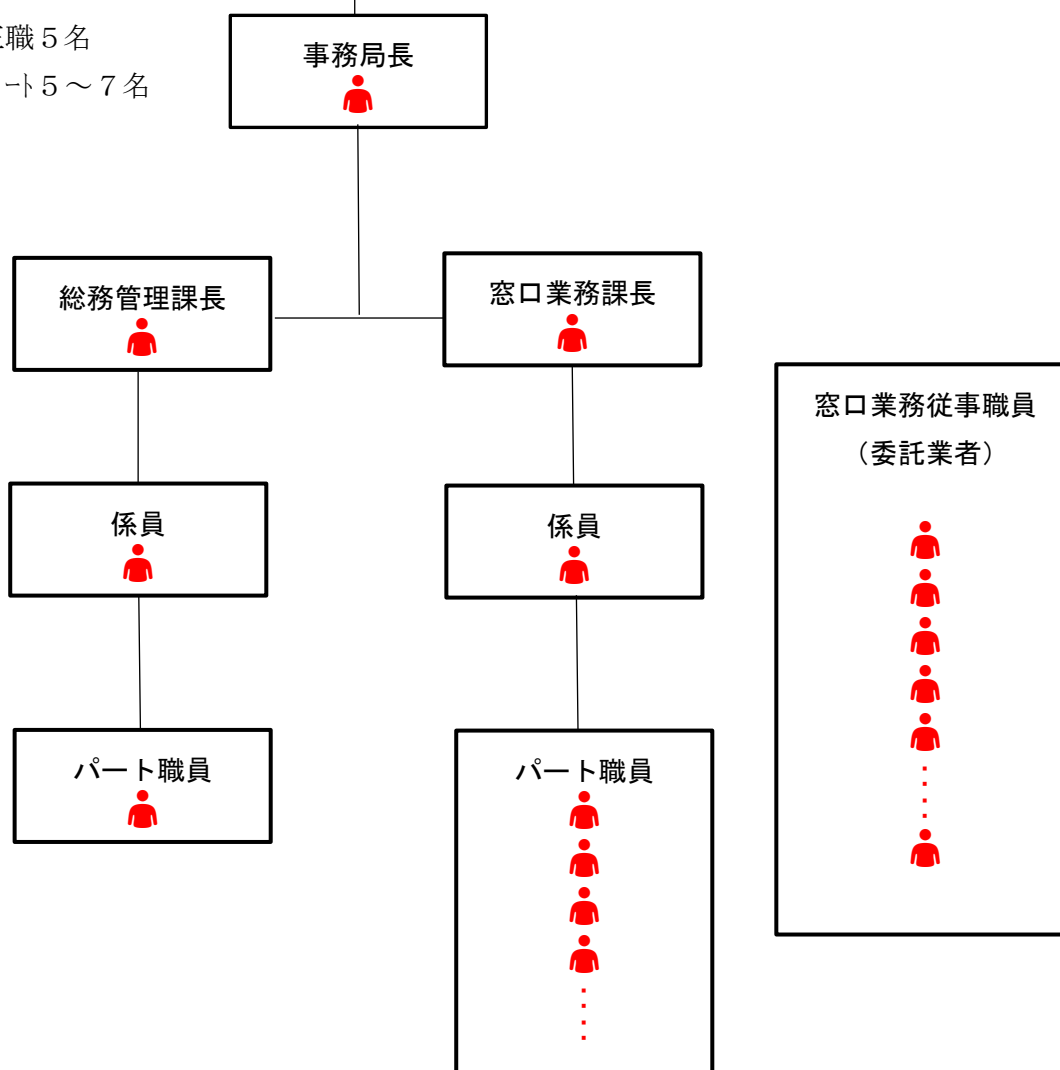 職５名
ート５～７名
事務局長
総務管理課長
窓口業務課長
窓口業務従事職員
（委託業者）
係員
係員
パート職員
パート職員